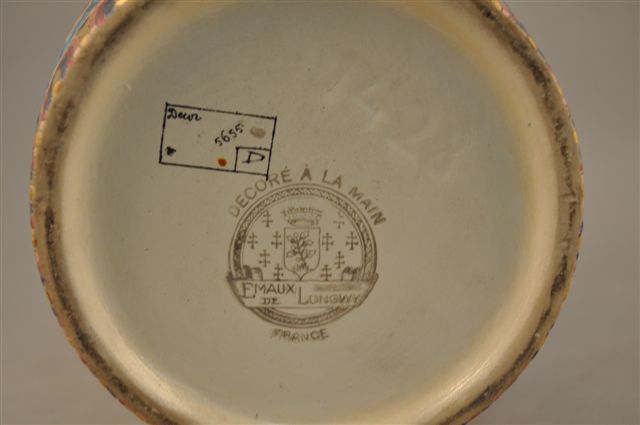 Decor
5655
D
DÉCORÉ À LA MAIN
EMAUX
DE LONGWY
FRANCE